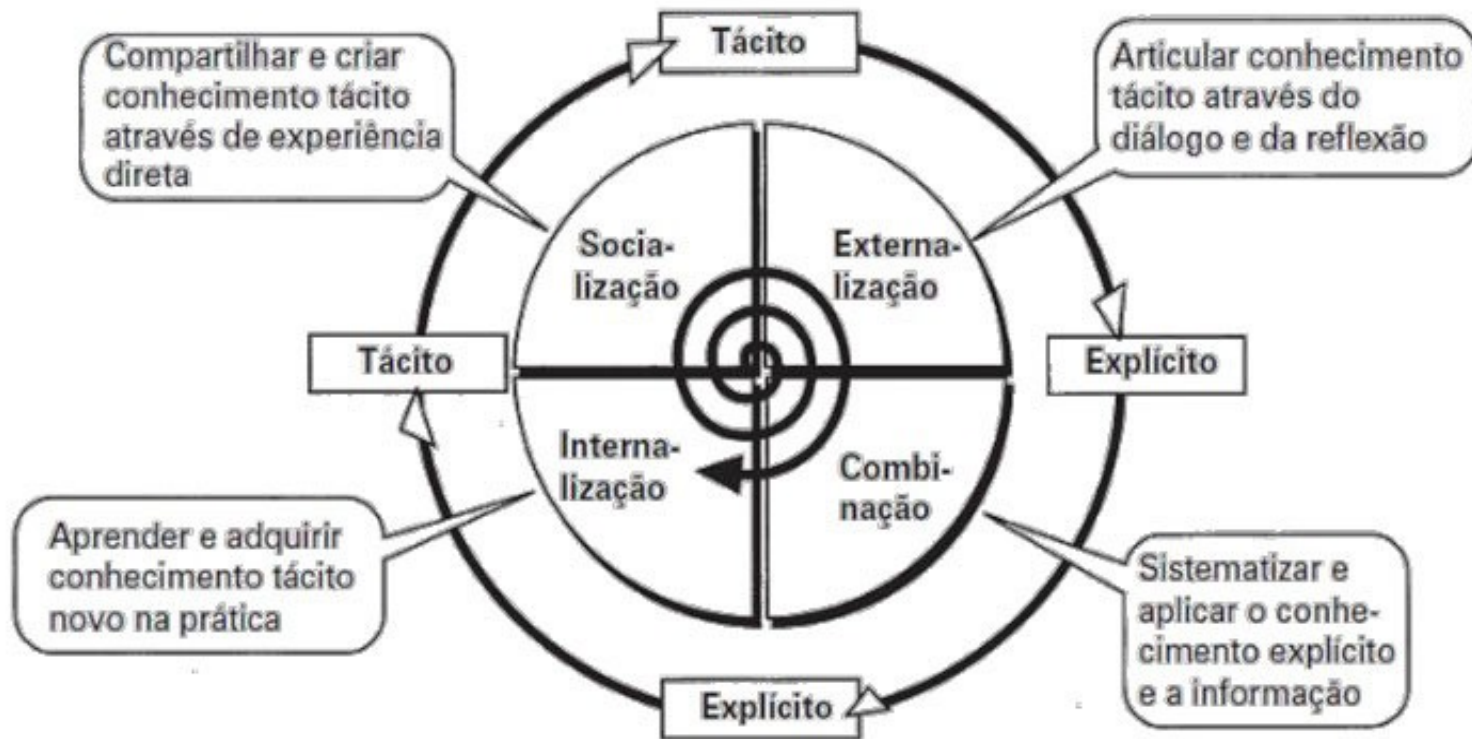 Tácito
Compartilhar e criar
conhecimento tácito
através de experiência
direta
Articular conhecimento
tácito através do
diálogo e da reflexão
Socia-
lização
Externa-
lização
Tácito
Explícito
Interna-
lização
Combi-
nação
Aprender e adquirir
conhecimento tácito
novo na prática
Sistematizar e
aplicar o conhe-
cimento explícito
e a informação
Explícito